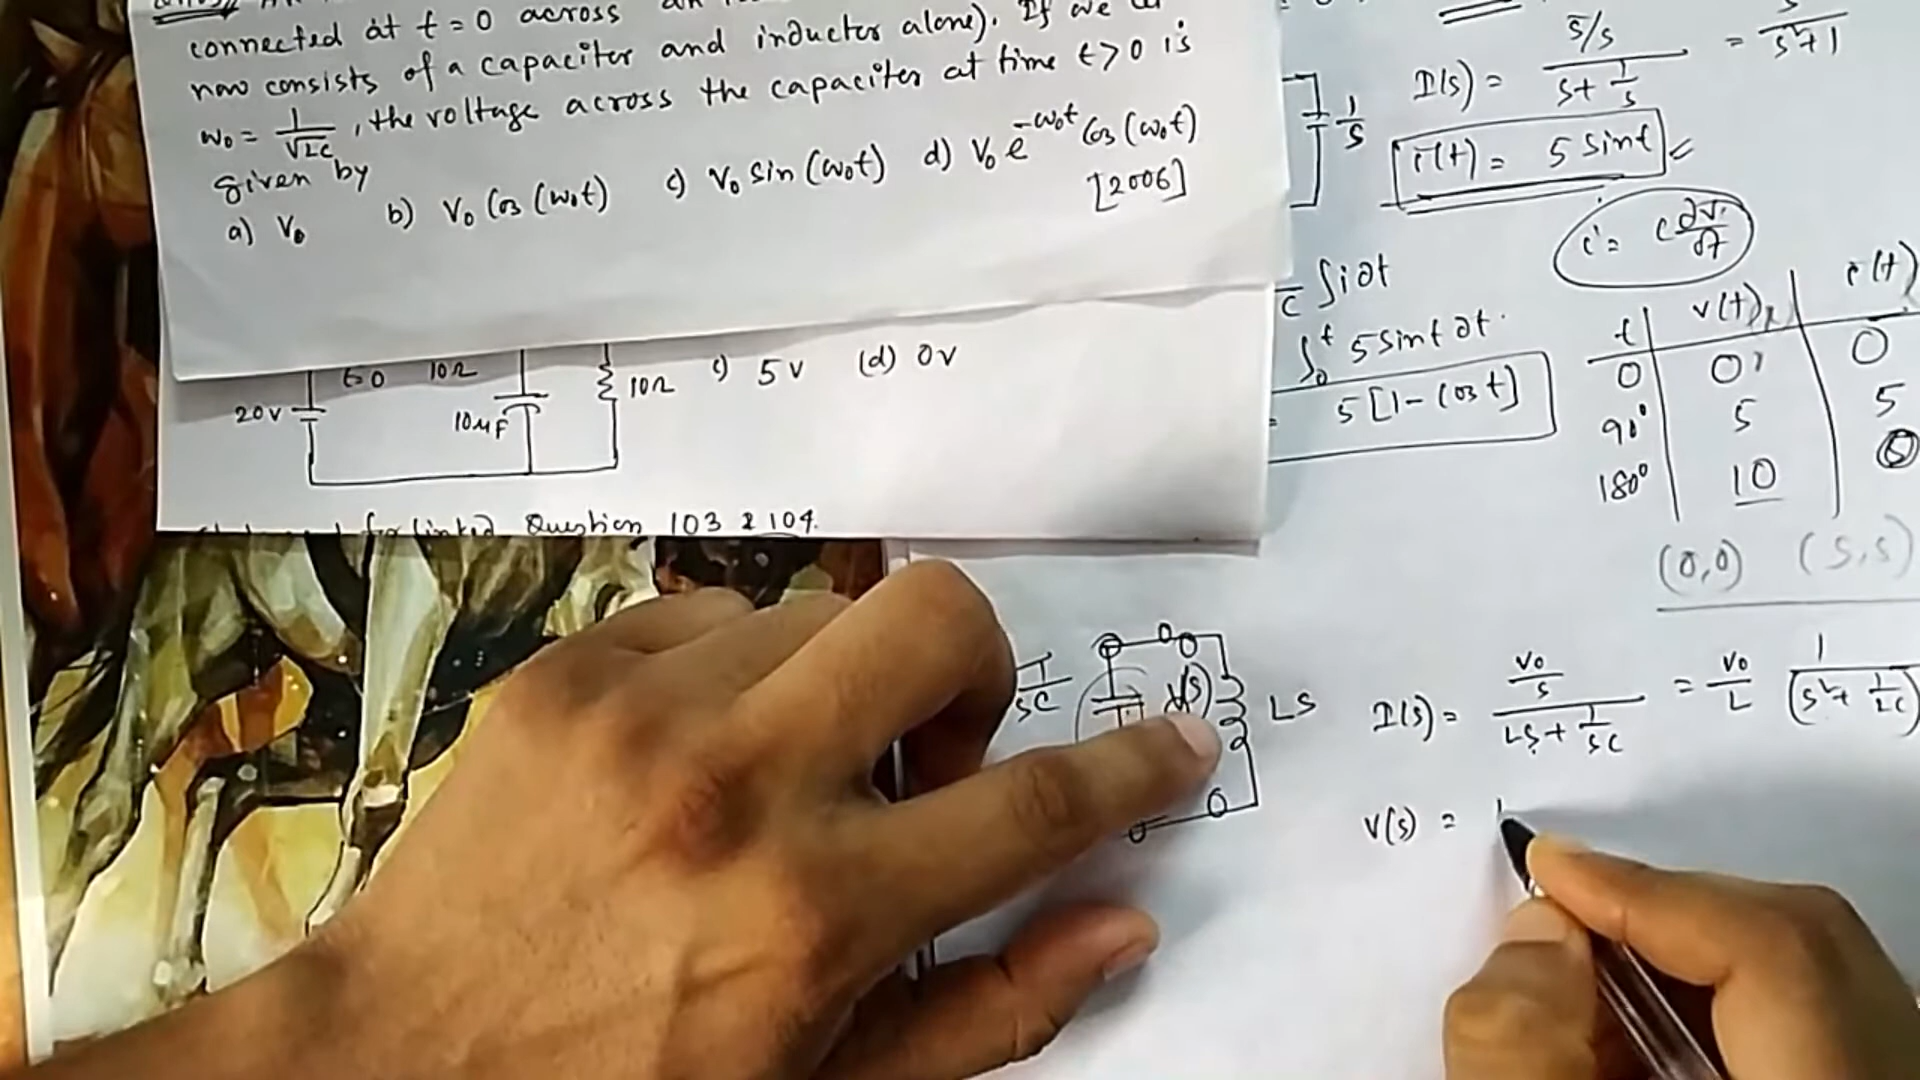 connected at t = 0 across
now consists of a capacitor and inductor alone). If we
w₀ = 1/√LC , the voltage across the capacitor at time t > 0 is
given by
a) V₀ b) V₀ Cos (w₀t) c) V₀ Sin (w₀t) d) V₀ e^-w₀t Cos (w₀t)
[2006]
t=0 10Ω
20V
10μF
10Ω
c) 5V (d) 0V
for linked Question 103 & 104.
1/s
I(s) = 5/s / s + 1/s = 5 / s²+1
i(t) = 5 sint
i = C dv/dt
/C ∫i∂t
∫₀ᵗ 5 sint ∂t
= 5 [1 - cos t]
t v(t) i(t)
0 0 0
90° 5 5
180° 10
(0,0) (5,5)
1/sC V(s) LS
I(s) = V₀/s / LS + 1/sC = V₀/L 1/(s² + 1/LC)
V(s) =